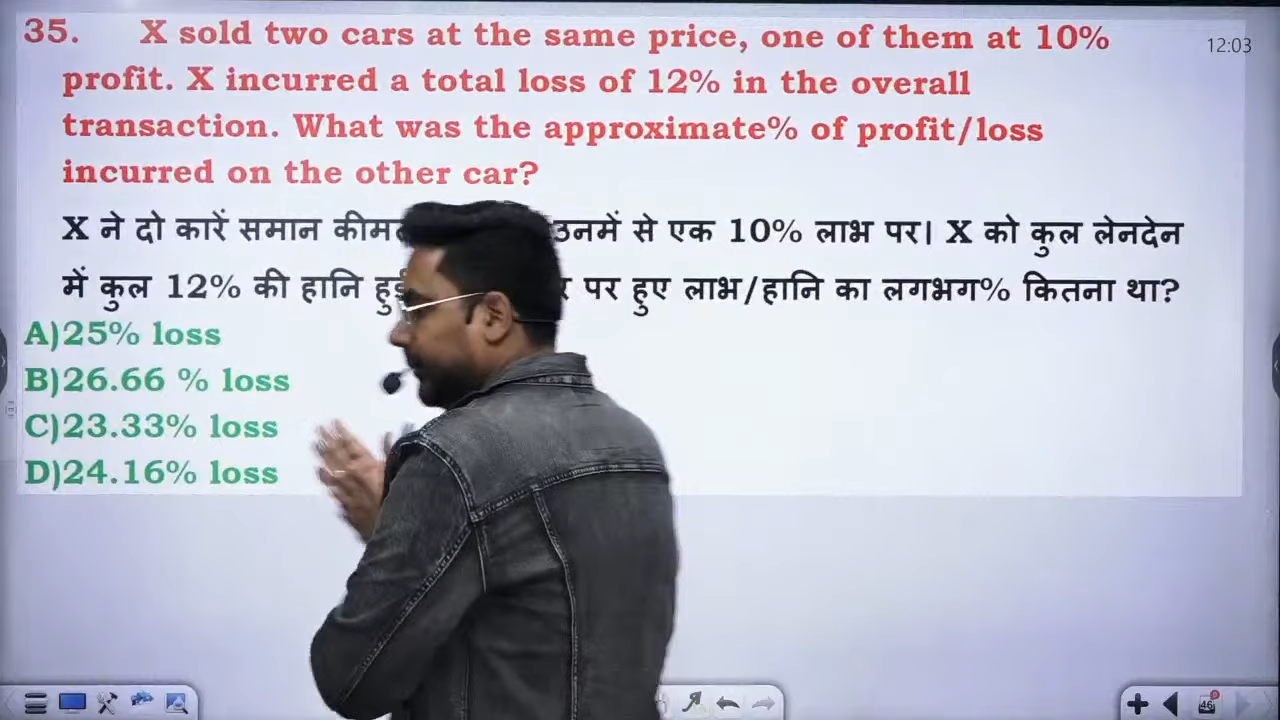 35. X sold two cars at the same price, one of them at 10%
12:03
profit. X incurred a total loss of 12% in the overall
transaction. What was the approximate% of profit/loss
incurred on the other car?
X ने दो कारें समान उनमें से एक 10% लाभ पर। X को कुल लेनदेन
में कुल 12% की हानि पर हुए लाभ/हानि का लगभग% कितना था?
A)25% loss
B)26.66 % loss
C)23.33% loss
D)24.16% loss
46